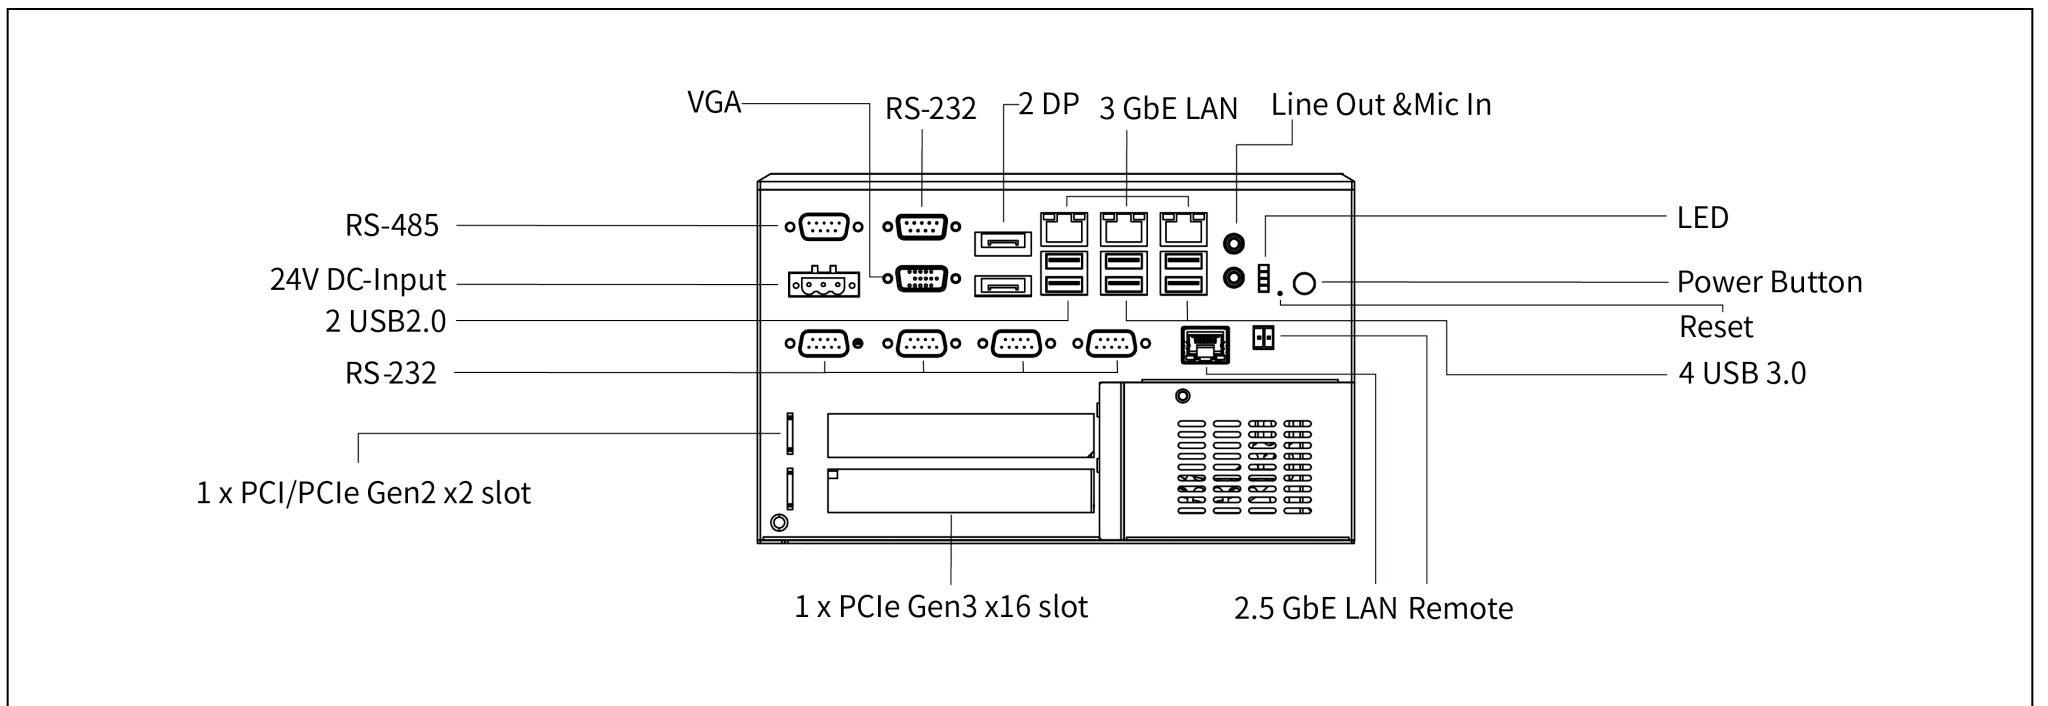 VGA
RS-232
2 DP
3 GbE LAN
Line Out &Mic In
RS-485
LED
24V DC-Input
Power Button
2 USB2.0
Reset
RS-232
4 USB 3.0
1 x PCI/PCIe Gen2 x2 slot
1 x PCIe Gen3 x16 slot
2.5 GbE LAN
Remote